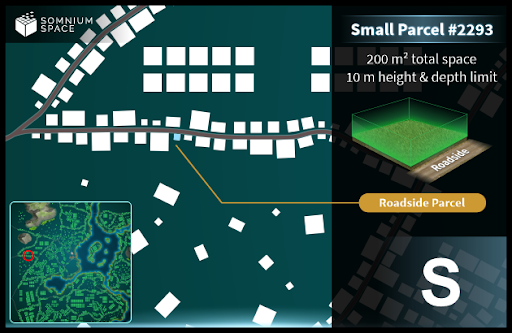 SOMNIUM
SPACE
Small Parcel #2293
200 m² total space
10 m height & depth limit
Roadside
Roadside Parcel
S